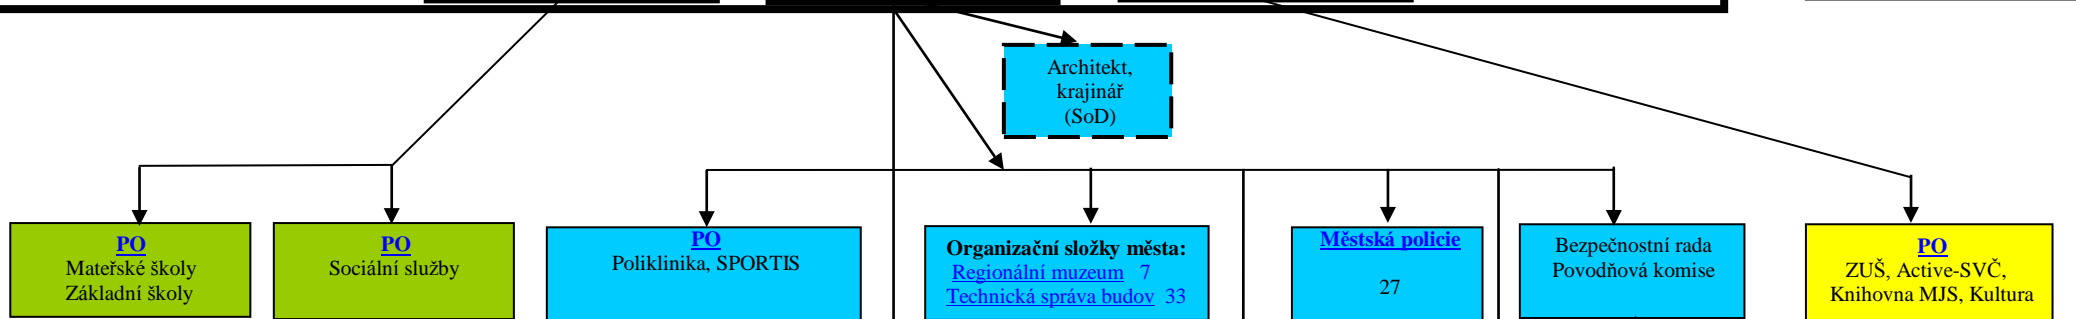 Architekt,
krajinář
(SoD)
PO
Mateřské školy
Základní školy
PO
Sociální služby
PO
Poliklinika, SPORTIS
Organizační složky města:
Regionální muzeum 7
Technická správa budov 33
Městská policie
27
Bezpečnostní rada
Povodňová komise
PO
ZUŠ, Active-SVČ,
Knihovna MJS, Kultura